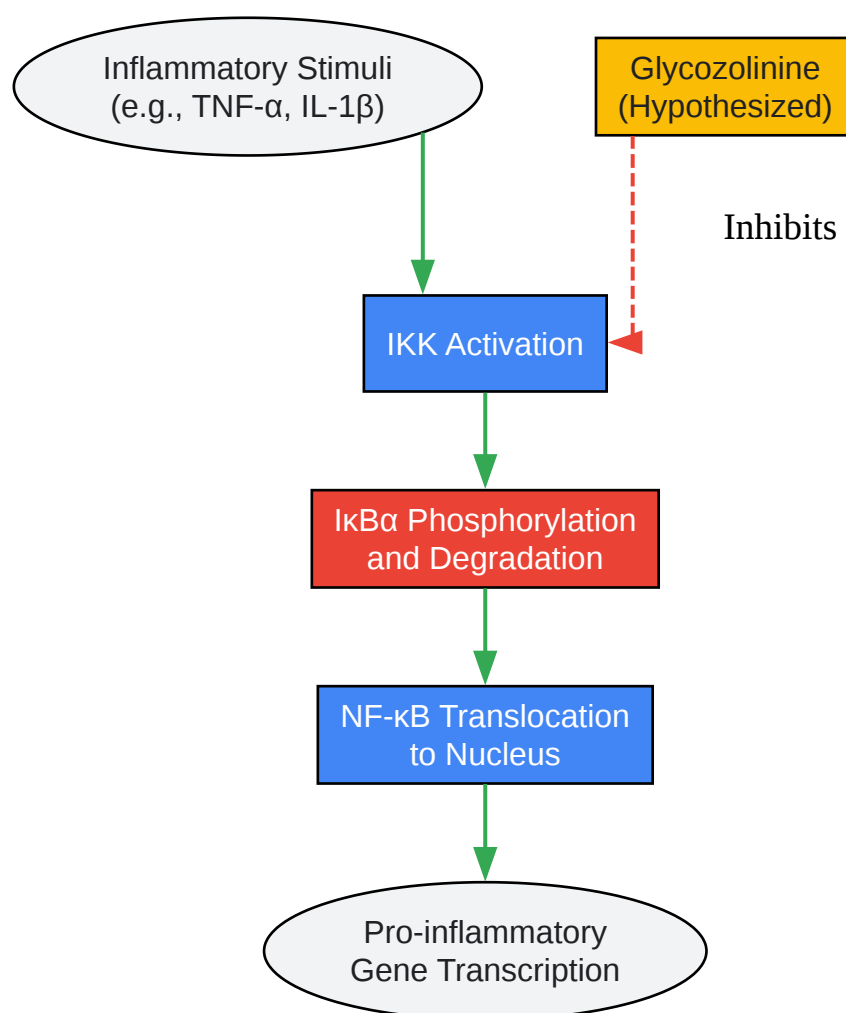 Inflammatory Stimuli
(e.g., TNF-α, IL-1β)
Glycozolinine
(Hypothesized)
Inhibits
IKK Activation
IκBα Phosphorylation
and Degradation
NF-κB Translocation
to Nucleus
Pro-inflammatory
Gene Transcription